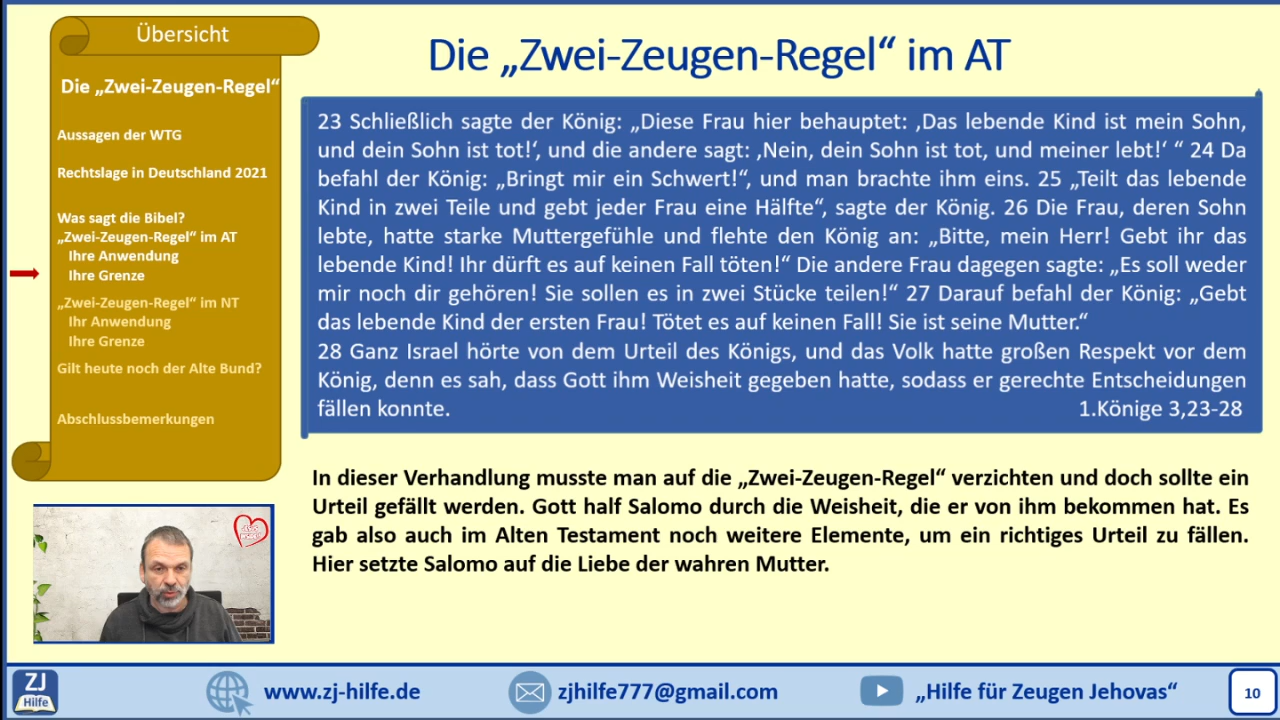 Übersicht
Die „Zwei-Zeugen-Regel“
Aussagen der WTG
Rechtslage in Deutschland 2021
Was sagt die Bibel?
„Zwei-Zeugen-Regel“ im AT
Ihre Anwendung
Ihre Grenze
„Zwei-Zeugen-Regel“ im NT
Ihr Anwendung
Ihre Grenze
Gilt heute noch der Alte Bund?
Abschlussbemerkungen
Die „Zwei-Zeugen-Regel“ im AT
23 Schließlich sagte der König: „Diese Frau hier behauptet: ‚Das lebende Kind ist mein Sohn,
und dein Sohn ist tot!‘, und die andere sagt: ‚Nein, dein Sohn ist tot, und meiner lebt!‘ “ 24 Da
befahl der König: „Bringt mir ein Schwert!“, und man brachte ihm eins. 25 „Teilt das lebende
Kind in zwei Teile und gebt jeder Frau eine Hälfte“, sagte der König. 26 Die Frau, deren Sohn
lebte, hatte starke Muttergefühle und flehte den König an: „Bitte, mein Herr! Gebt ihr das
lebende Kind! Ihr dürft es auf keinen Fall töten!“ Die andere Frau dagegen sagte: „Es soll weder
mir noch dir gehören! Sie sollen es in zwei Stücke teilen!“ 27 Darauf befahl der König: „Gebt
das lebende Kind der ersten Frau! Tötet es auf keinen Fall! Sie ist seine Mutter.“
28 Ganz Israel hörte von dem Urteil des Königs, und das Volk hatte großen Respekt vor dem
König, denn es sah, dass Gott ihm Weisheit gegeben hatte, sodass er gerechte Entscheidungen
fällen konnte. 1.Könige 3,23-28
In dieser Verhandlung musste man auf die „Zwei-Zeugen-Regel“ verzichten und doch sollte ein
Urteil gefällt werden. Gott half Salomo durch die Weisheit, die er von ihm bekommen hat. Es
gab also auch im Alten Testament noch weitere Elemente, um ein richtiges Urteil zu fällen.
Hier setzte Salomo auf die Liebe der wahren Mutter.
ZJ
Hilfe
www.zj-hilfe.de
zjhilfe777@gmail.com
„Hilfe für Zeugen Jehovas“
10